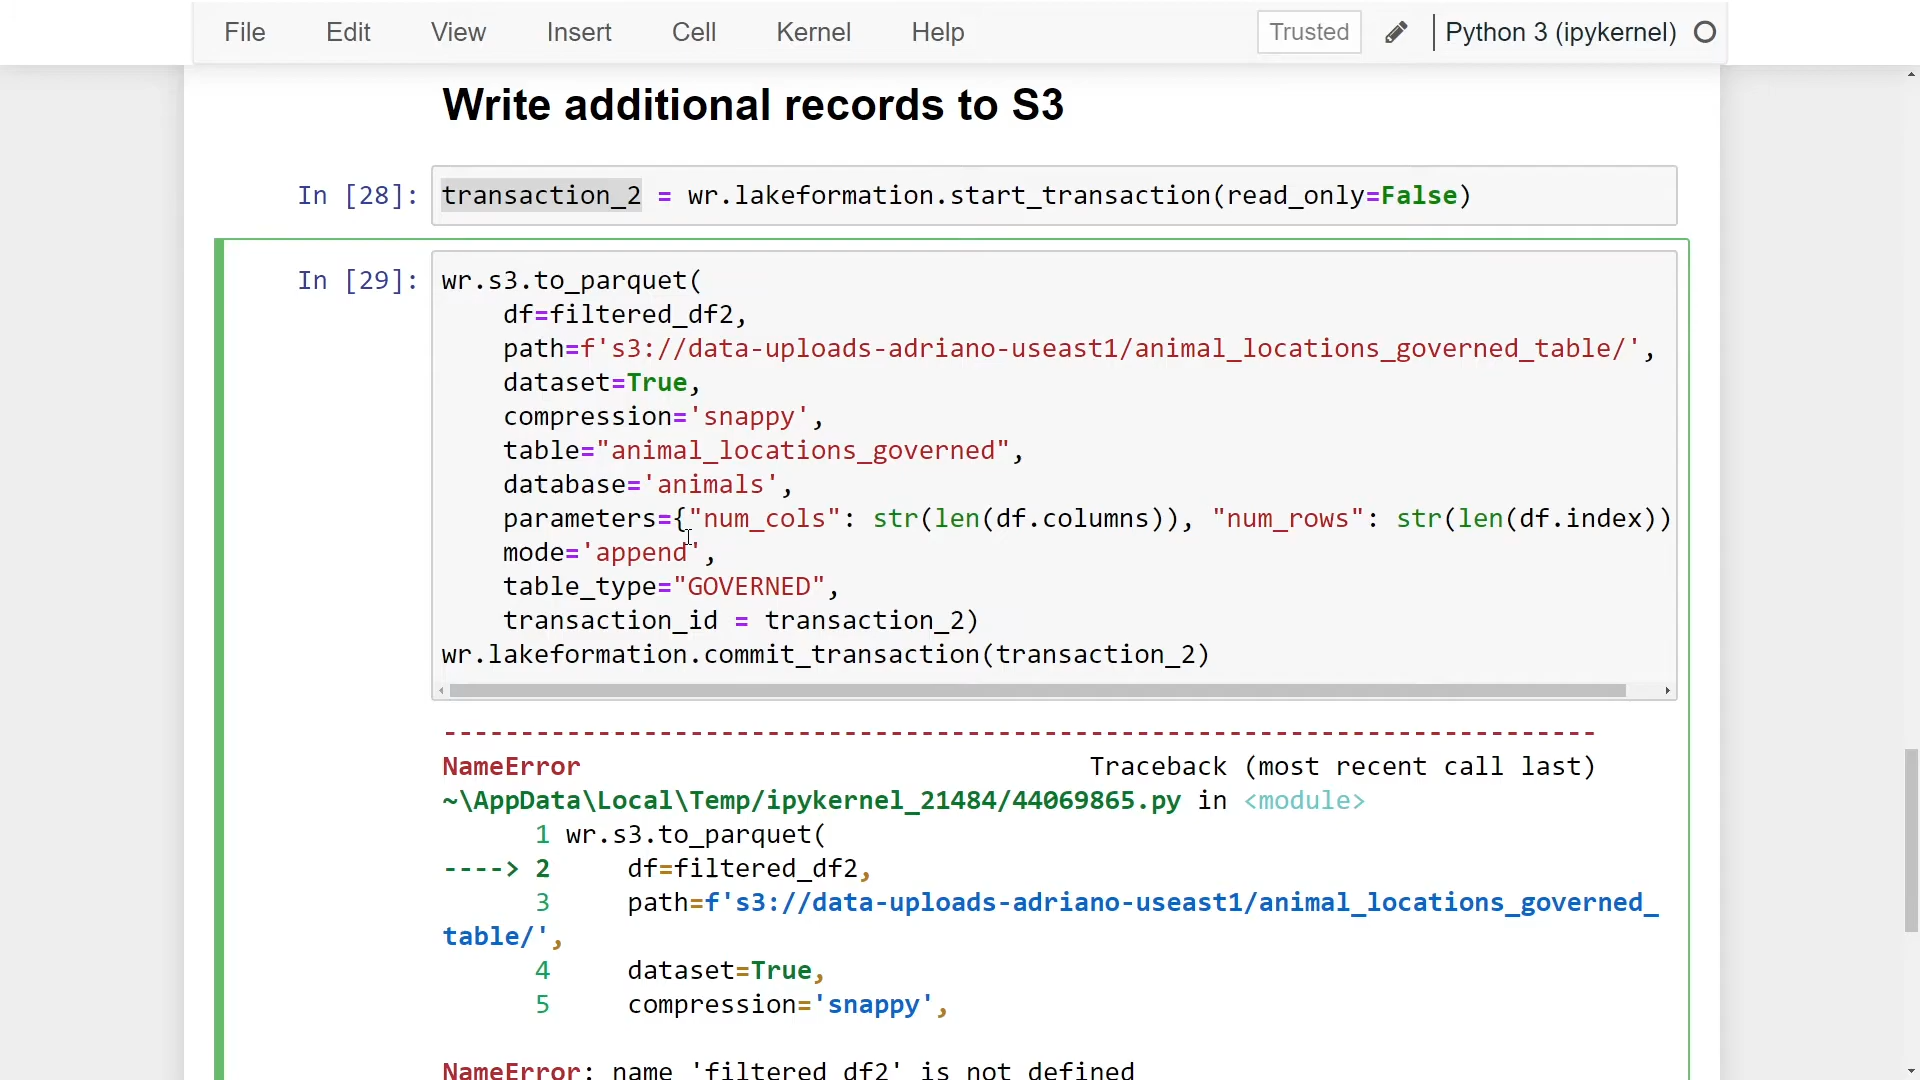 File Edit View Insert Cell Kernel Help Trusted Python 3 (ipykernel)
Write additional records to S3
In [28]: transaction_2 = wr.lakeformation.start_transaction(read_only=False)
In [29]: wr.s3.to_parquet(
df=filtered_df2,
path=f's3://data-uploads-adriano-useast1/animal_locations_governed_table/',
dataset=True,
compression='snappy',
table="animal_locations_governed",
database='animals',
parameters={"num_cols": str(len(df.columns)), "num_rows": str(len(df.index))
mode='append',
table_type="GOVERNED",
transaction_id = transaction_2)
wr.lakeformation.commit_transaction(transaction_2)
---------------------------------------------------------------------------
NameError Traceback (most recent call last)
~\AppData\Local\Temp/ipykernel_21484/44069865.py in <module>
1 wr.s3.to_parquet(
----> 2 df=filtered_df2,
3 path=f's3://data-uploads-adriano-useast1/animal_locations_governed_
table/',
4 dataset=True,
5 compression='snappy',
NameError: name 'filtered_df2' is not defined